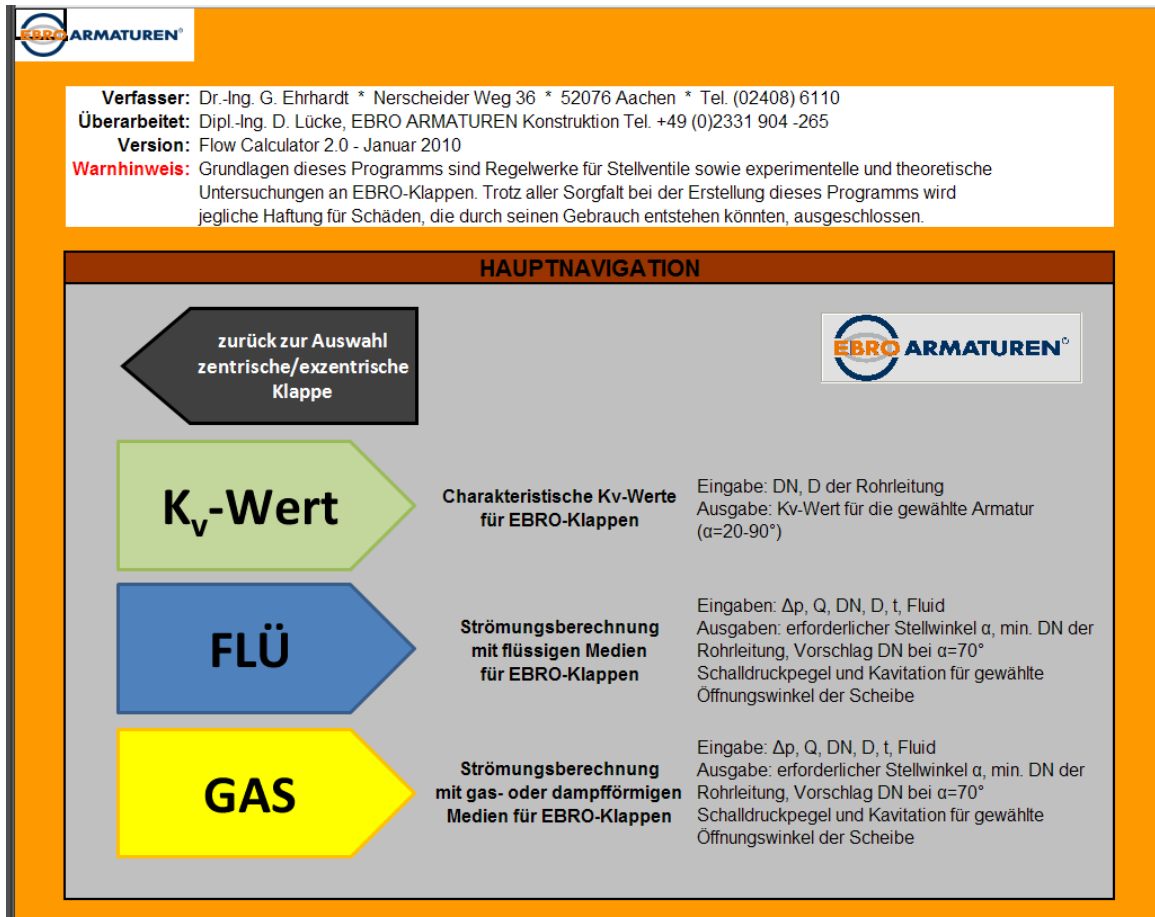 EBRO ARMATUREN®
Verfasser: Dr.-Ing. G. Ehrhardt * Nerscheider Weg 36 * 52076 Aachen * Tel. (02408) 6110
Überarbeitet: Dipl.-Ing. D. Lücke, EBRO ARMATUREN Konstruktion Tel. +49 (0)2331 904 -265
Version: Flow Calculator 2.0 - Januar 2010
Warnhinweis: Grundlagen dieses Programms sind Regelwerke für Stellventile sowie experimentelle und theoretische
Untersuchungen an EBRO-Klappen. Trotz aller Sorgfalt bei der Erstellung dieses Programms wird
jegliche Haftung für Schäden, die durch seinen Gebrauch entstehen könnten, ausgeschlossen.
HAUPTNAVIGATION
zurück zur Auswahl
zentrische/exzentrische
Klappe
EBRO ARMATUREN®
Kv-Wert
Charakteristische Kv-Werte
für EBRO-Klappen
Eingabe: DN, D der Rohrleitung
Ausgabe: Kv-Wert für die gewählte Armatur
(α=20-90°)
FLÜ
Strömungsberechnung
mit flüssigen Medien
für EBRO-Klappen
Eingaben: Δp, Q, DN, D, t, Fluid
Ausgaben: erforderlicher Stellwinkel α, min. DN der
Rohrleitung, Vorschlag DN bei α=70°
Schalldruckpegel und Kavitation für gewählte
Öffnungswinkel der Scheibe
GAS
Strömungsberechnung
mit gas- oder dampfförmigen
Medien für EBRO-Klappen
Eingabe: Δp, Q, DN, D, t, Fluid
Ausgabe: erforderlicher Stellwinkel α, min. DN der
Rohrleitung, Vorschlag DN bei α=70°
Schalldruckpegel und Kavitation für gewählte
Öffnungswinkel der Scheibe